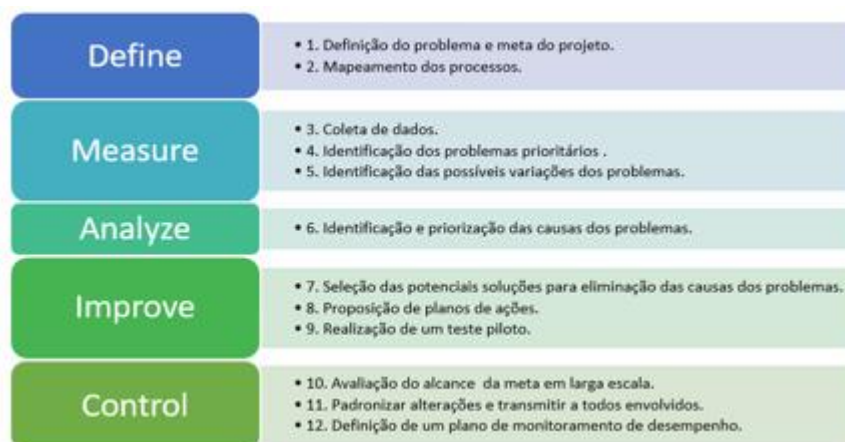 Define
• 1. Definição do problema e meta do projeto.
• 2. Mapeamento dos processos.
Measure
• 3. Coleta de dados.
• 4. Identificação dos problemas prioritários .
• 5. Identificação das possíveis variações dos problemas.
Analyze
• 6. Identificação e priorização das causas dos problemas.
Improve
• 7. Seleção das potenciais soluções para eliminação das causas dos problemas.
• 8. Proposição de planos de ações.
• 9. Realização de um teste piloto.
Control
• 10. Avaliação do alcance  da meta em larga escala.
• 11. Padronizar alterações e transmitir a todos envolvidos.
• 12. Definição de um plano de monitoramento de desempenho.